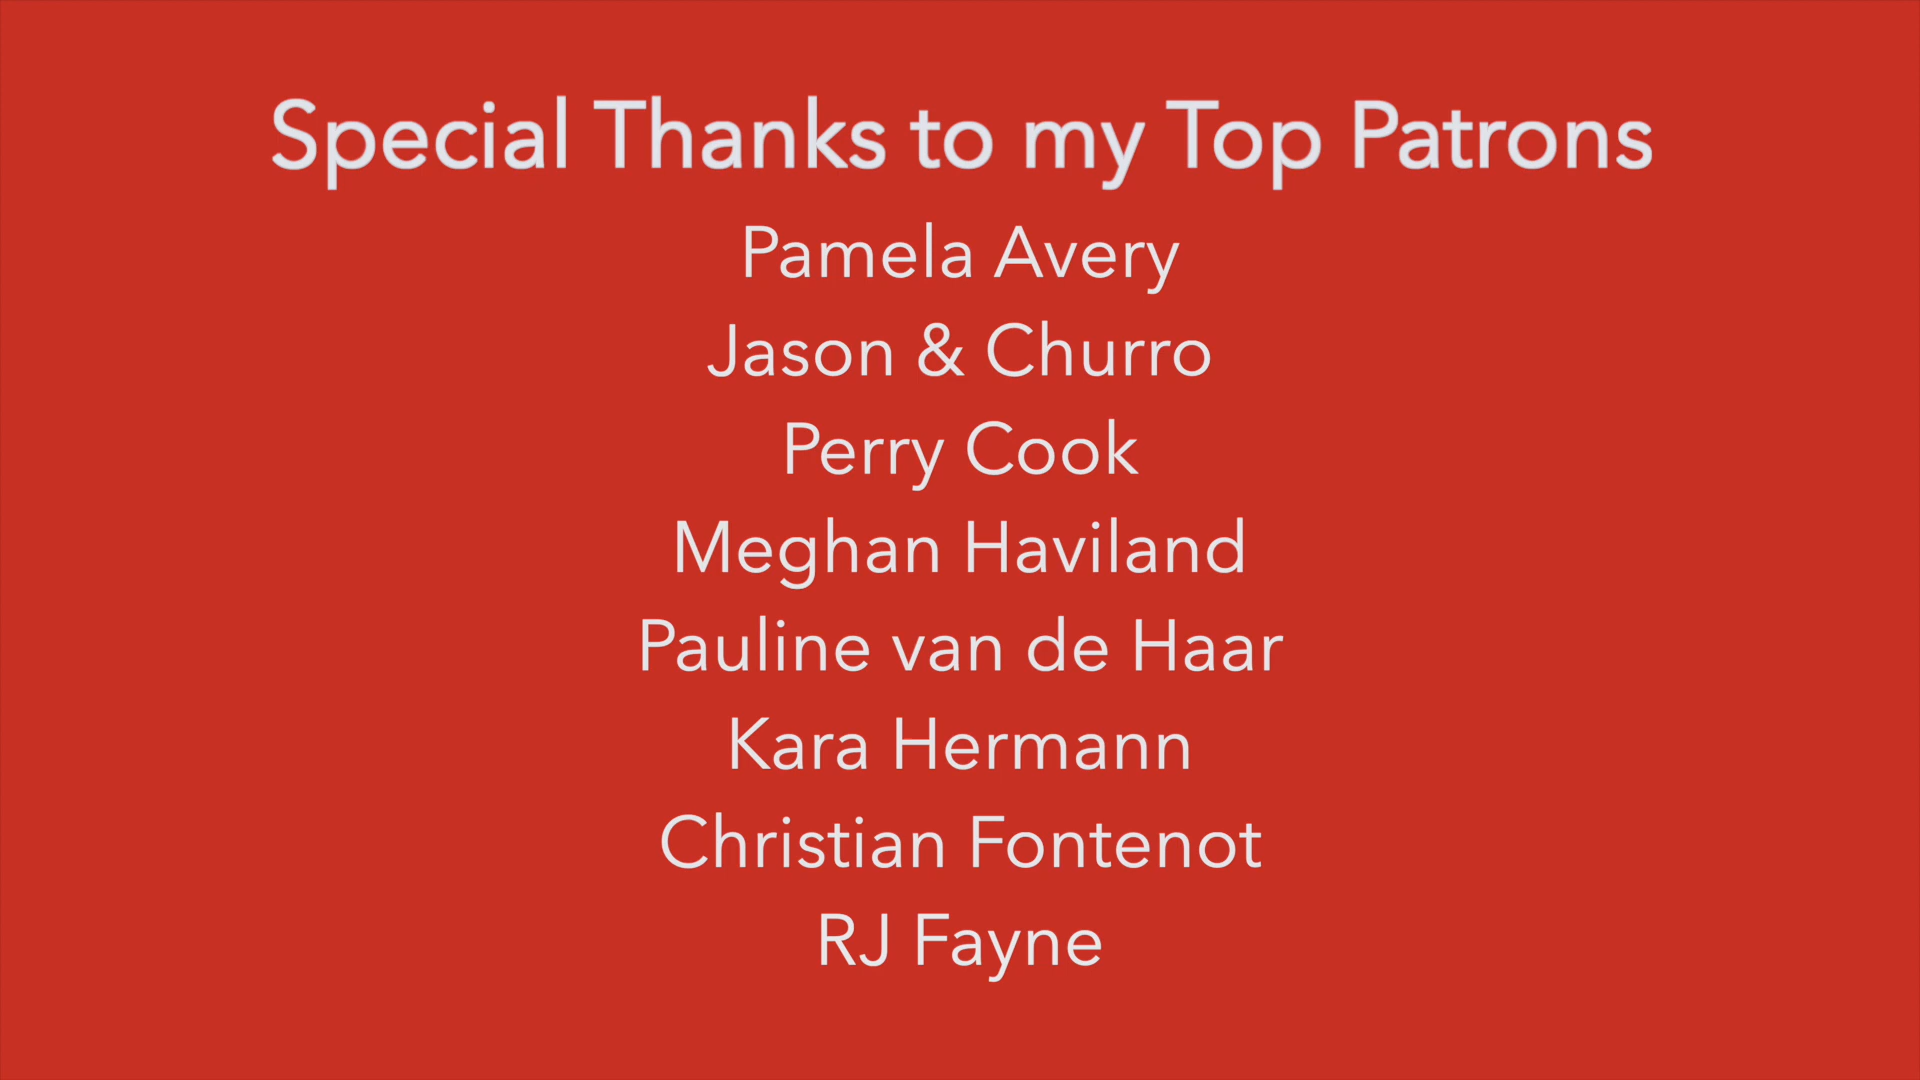 Special Thanks to my Top Patrons
Pamela Avery
Jason & Churro
Perry Cook
Meghan Haviland
Pauline van de Haar
Kara Hermann
Christian Fontenot
RJ Fayne